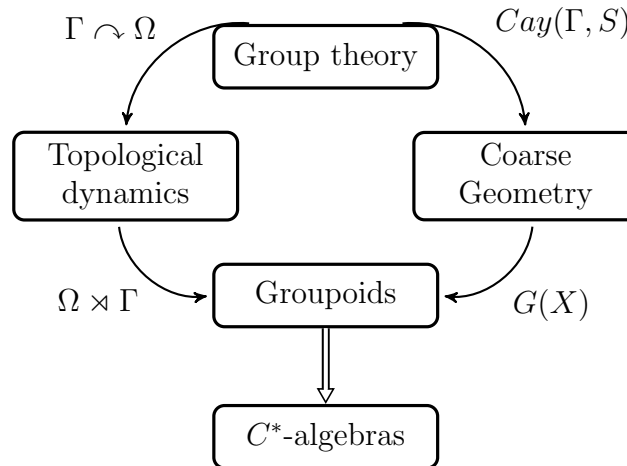 Γ ↷ Ω
Cay(Γ, S)
Group theory
Topological
dynamics
Coarse
Geometry
Ω ⋊ Γ
Groupoids
G(X)
C*-algebras